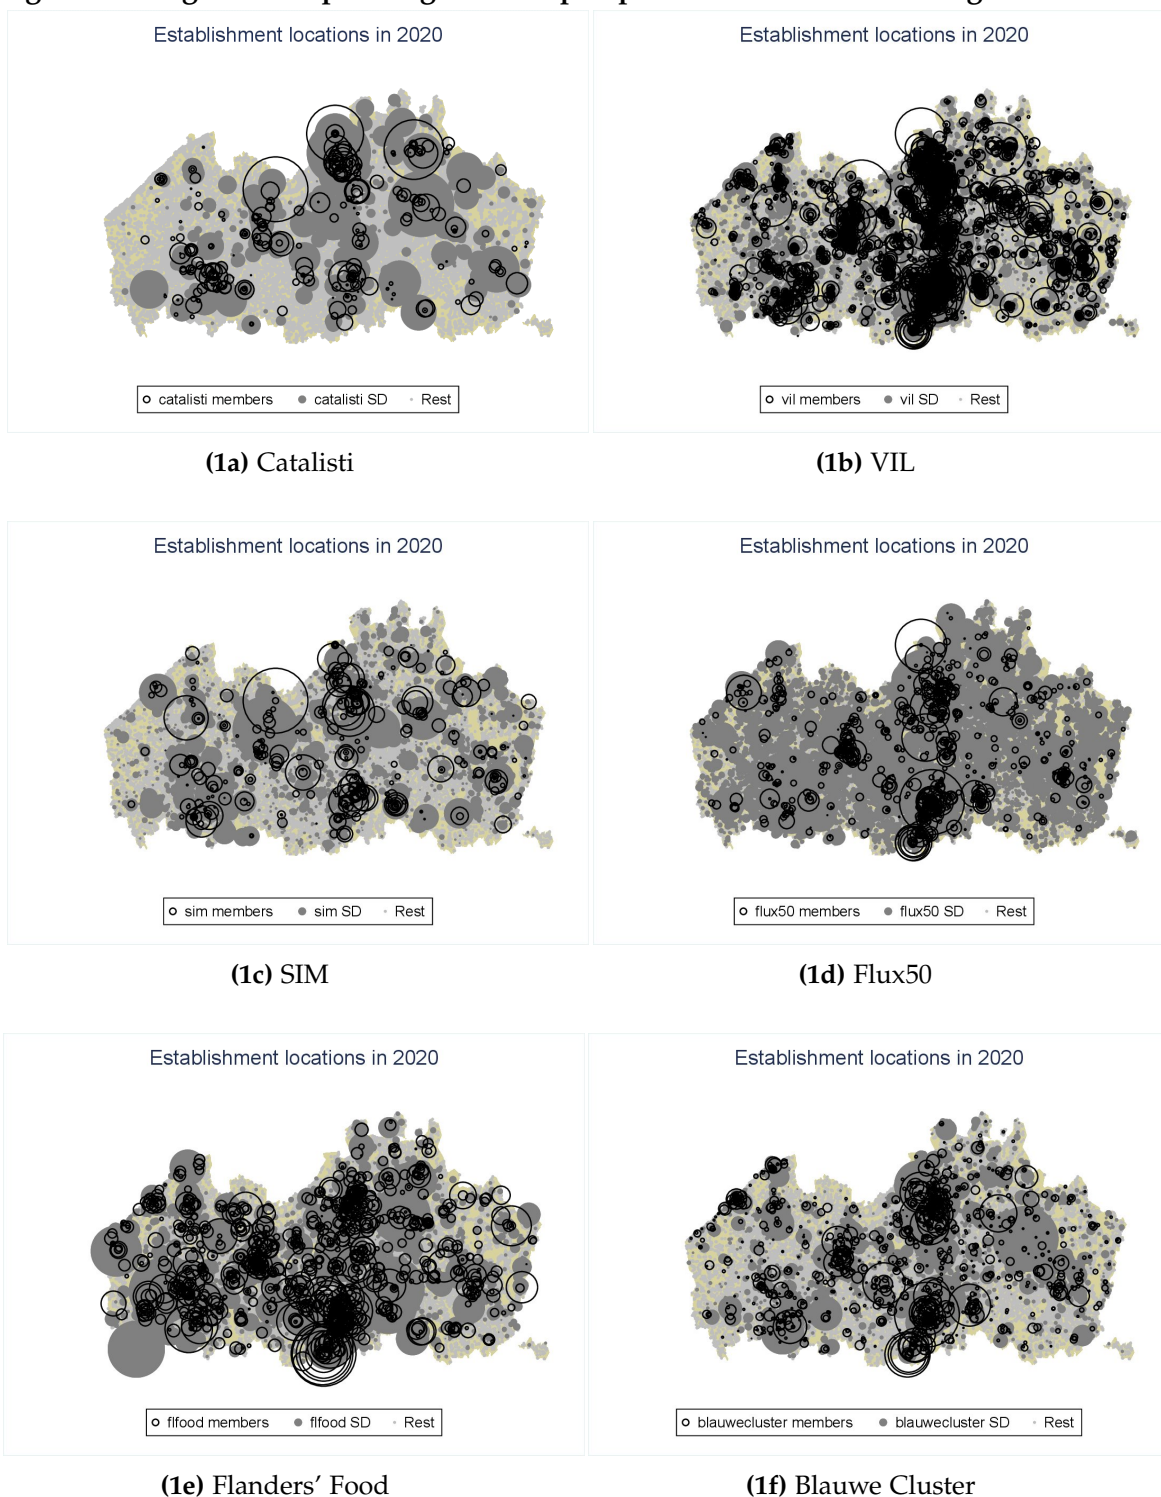 Establishment locations in 2020 Establishment locations in 2020
catalisti members catalisti SD Rest vil members vil SD Rest
(1a) Catalisti (1b) VIL
Establishment locations in 2020 Establishment locations in 2020
sim members sim SD Rest flux50 members flux50 SD Rest
(1c) SIM (1d) Flux50
Establishment locations in 2020 Establishment locations in 2020
flfood members flfood SD Rest blauwecluster members blauwecluster SD Rest
(1e) Flanders' Food (1f) Blauwe Cluster